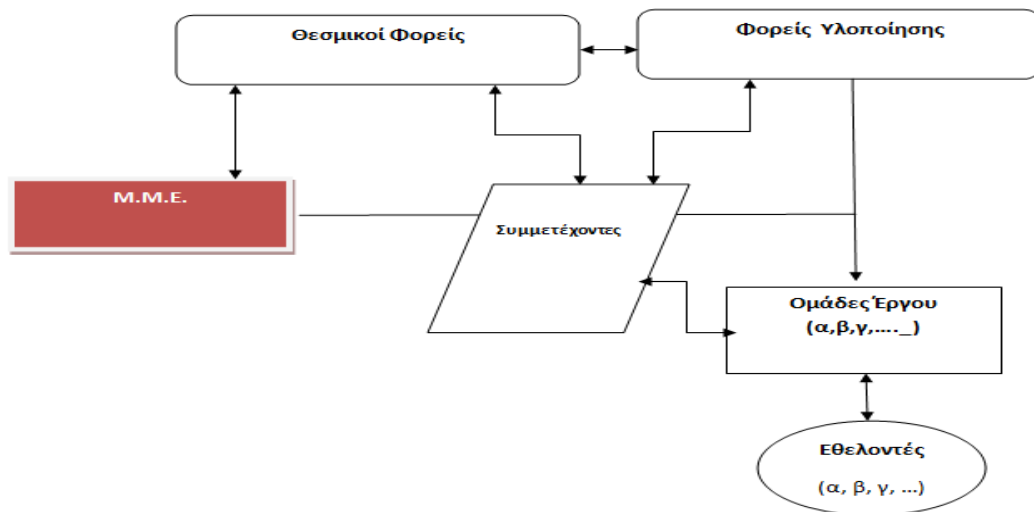 Θεσμικοί Φορείς
Φορείς Υλοποίησης
Μ.Μ.Ε.
Συμμετέχοντες
Ομάδες Έργου
(α,β,γ,…._)
Εθελοντές
(α, β, γ, …)